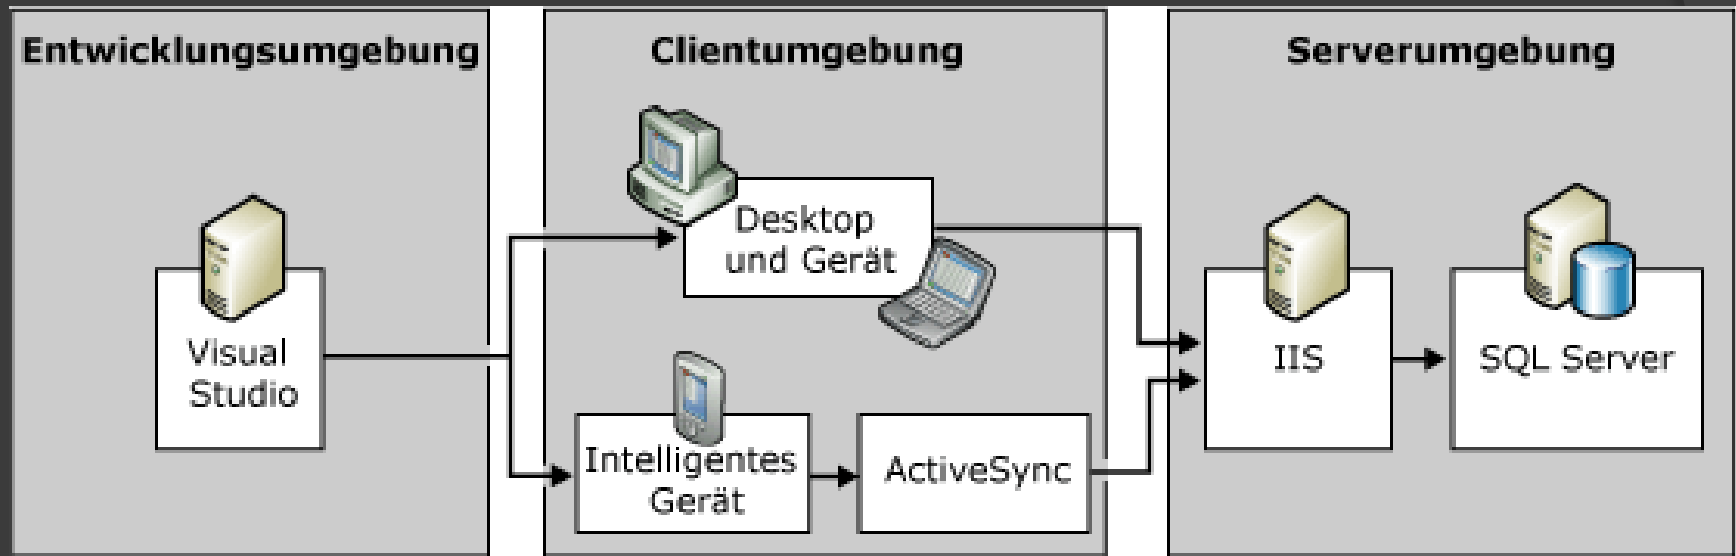 Entwicklungsumgebung
Clientumgebung
Serverumgebung
Desktop
und Gerät
Visual
Studio
IIS
SQL Server
Intelligentes
Gerät
ActiveSync